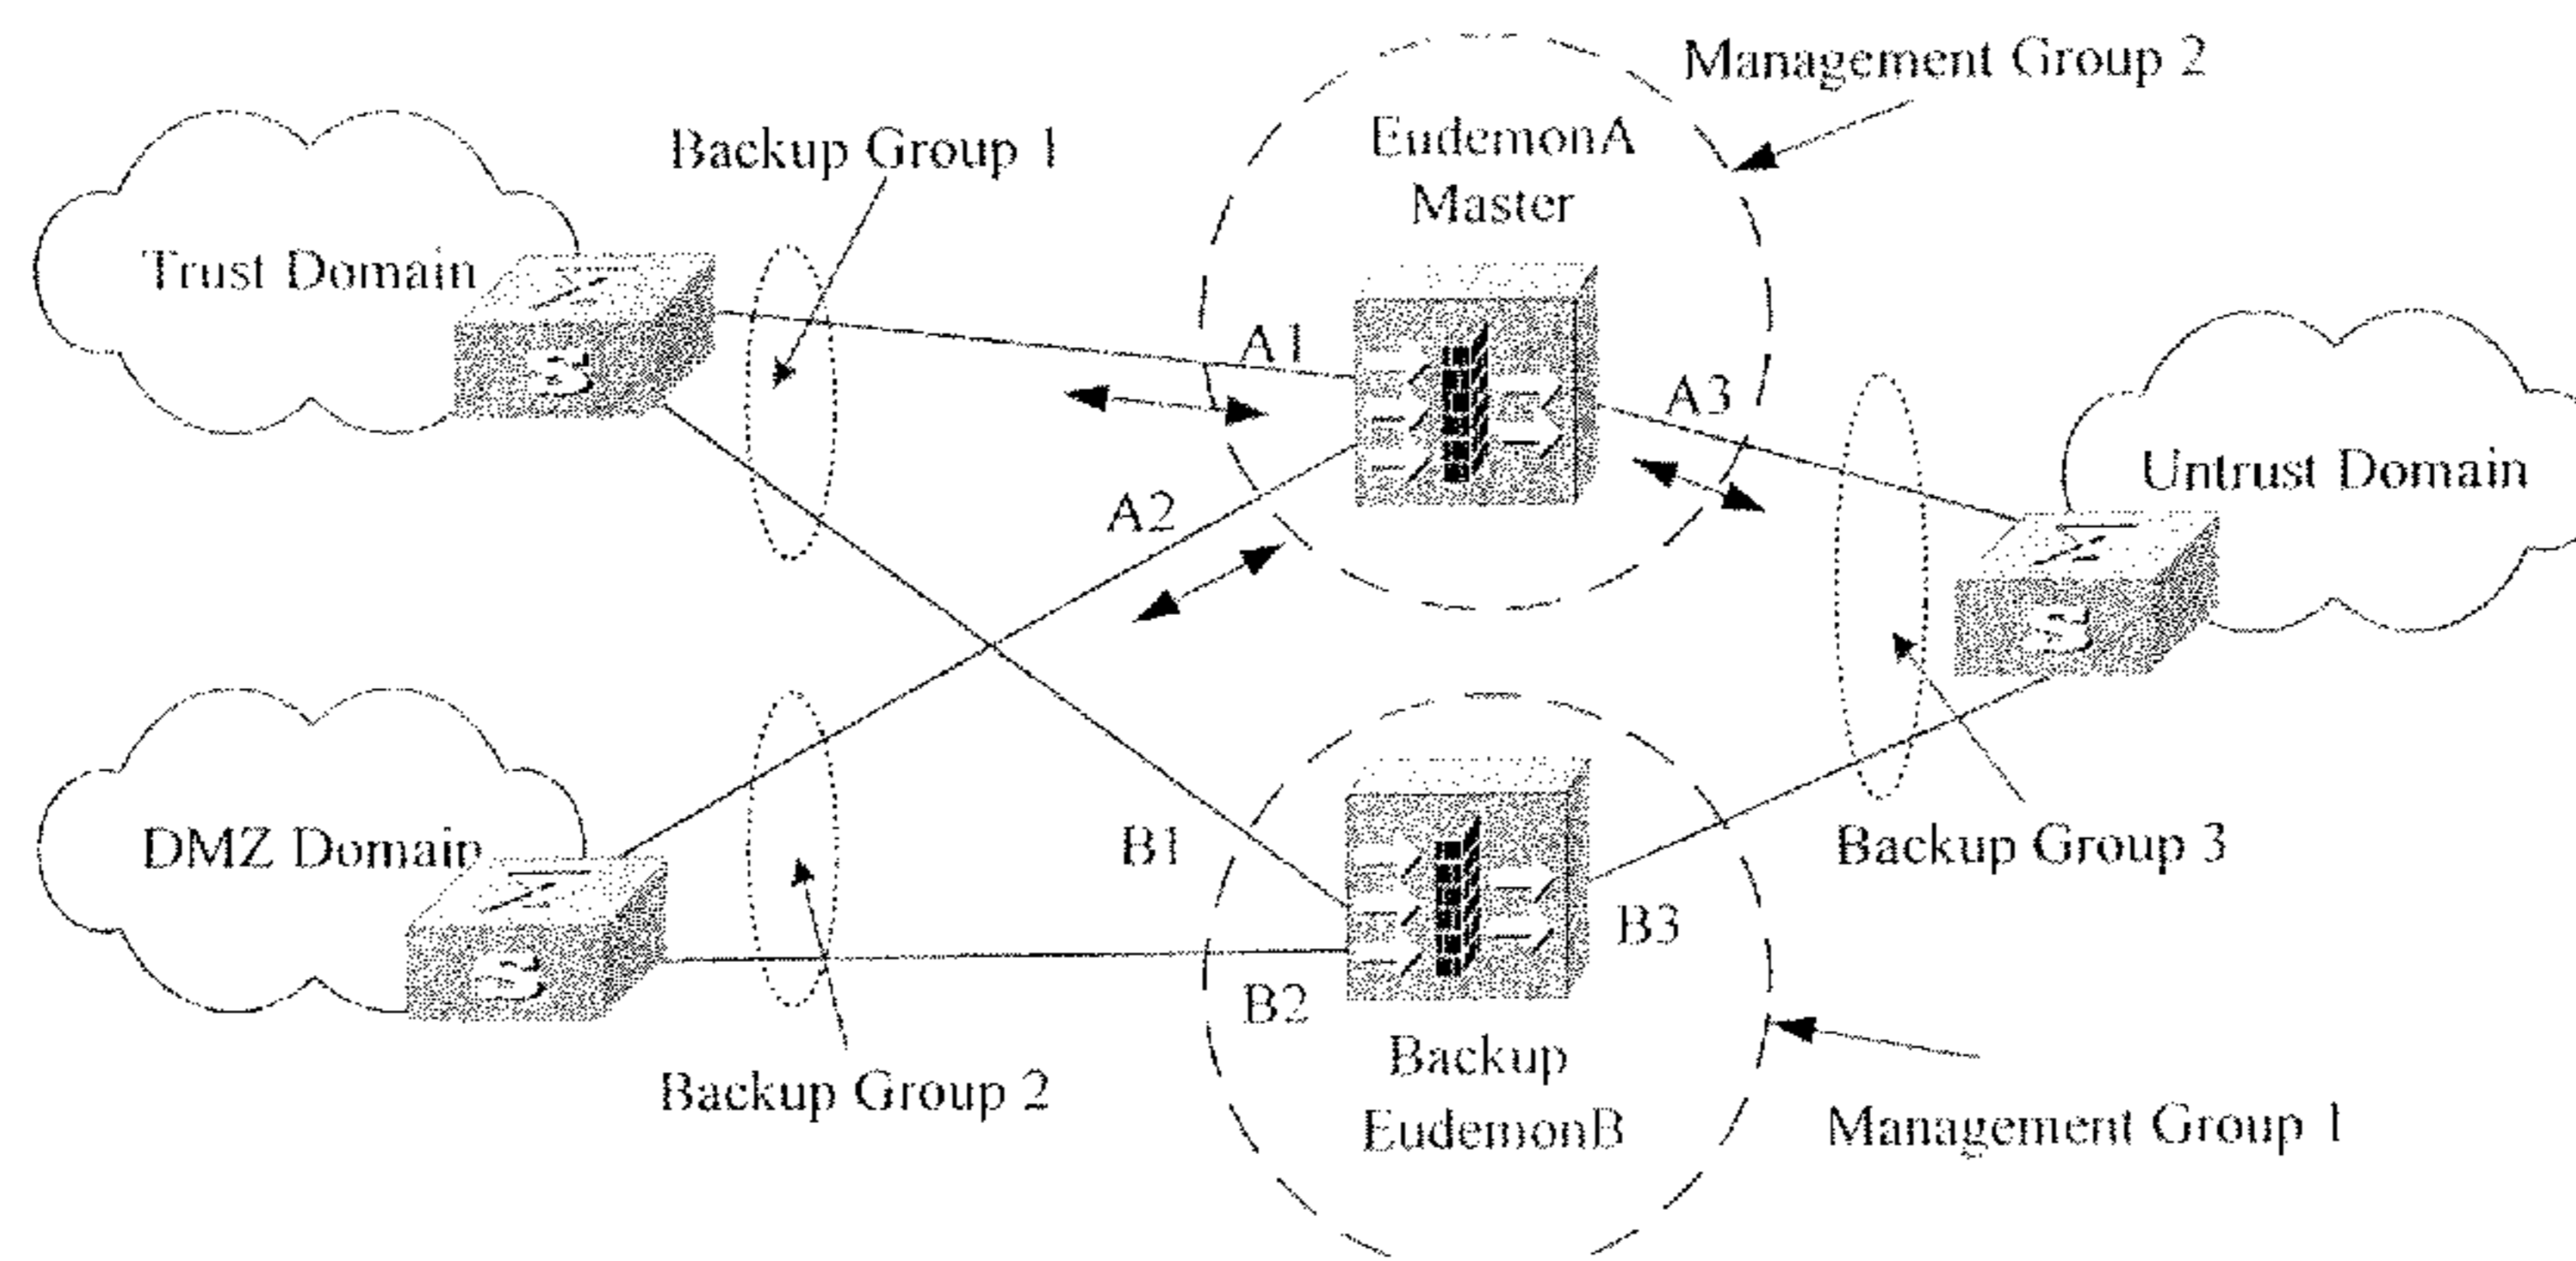 Management Group 2
Backup Group 1
EudemonA
Master
Trust Domain
A1
A3
Untrust Domain
A2
DMZ Domain
B1
Backup Group 3
B3
B2
Backup
EudemonB
Backup Group 2
Management Group 1